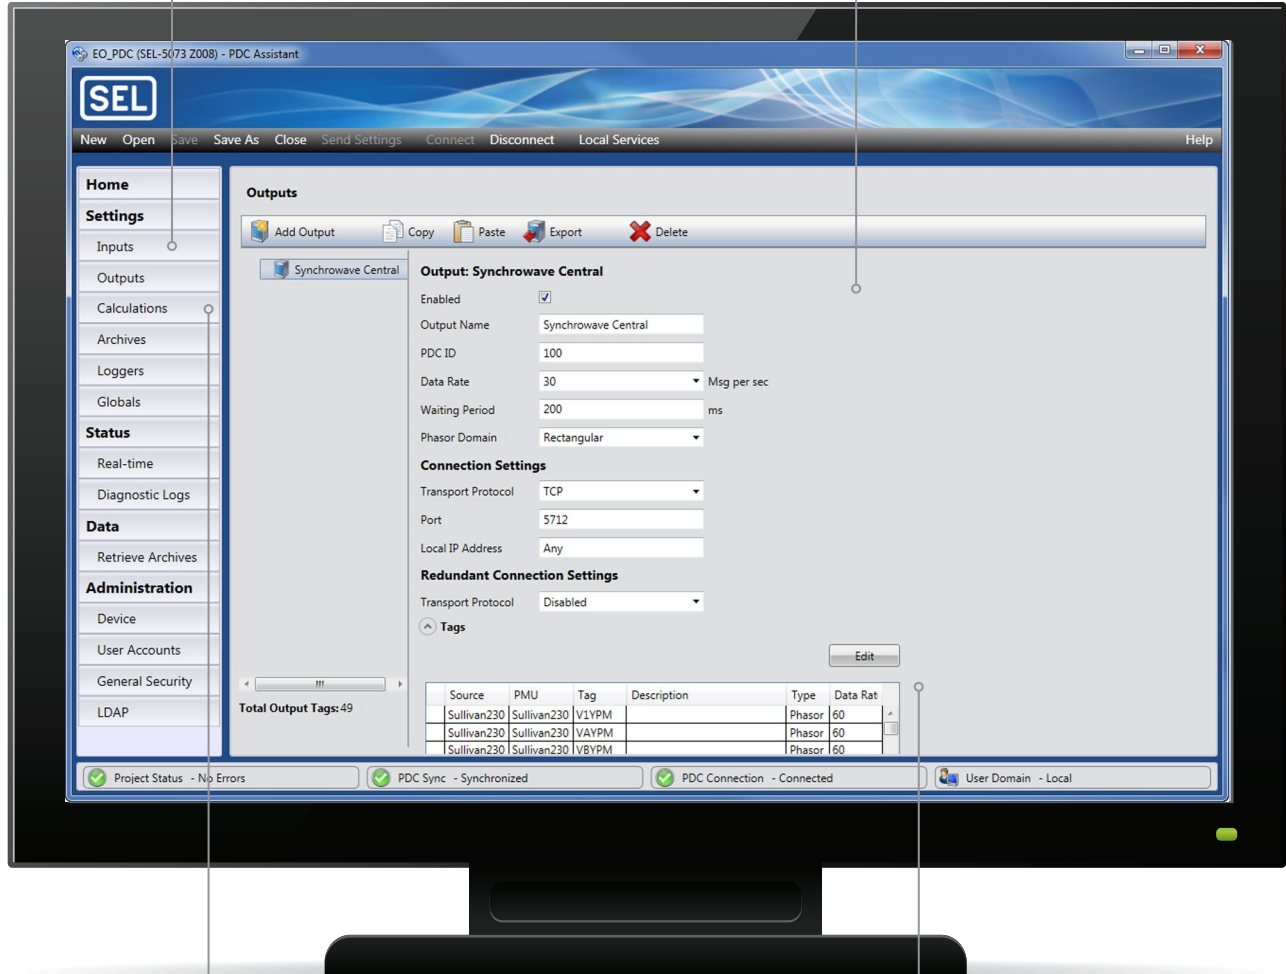 EO_PDC (SEL-5073 Z008) - PDC Assistant
SEL
New Open Save Save As Close Send Settings Connect Disconnect Local Services Help
Home
Settings
Inputs
Outputs
Calculations
Archives
Loggers
Globals
Status
Real-time
Diagnostic Logs
Data
Retrieve Archives
Administration
Device
User Accounts
General Security
LDAP
Outputs
Add Output Copy Paste Export Delete
Synchrowave Central
Total Output Tags: 49
Output: Synchrowave Central
Enabled
Output Name Synchrowave Central
PDC ID 100
Data Rate 30 Msg per sec
Waiting Period 200 ms
Phasor Domain Rectangular
Connection Settings
Transport Protocol TCP
Port 5712
Local IP Address Any
Redundant Connection Settings
Transport Protocol Disabled
Tags
Edit
Source PMU Tag Description Type Data Rat
Sullivan230 Sullivan230 V1YPM Phasor 60
Sullivan230 Sullivan230 VAYPM Phasor 60
Sullivan230 Sullivan230 VBYPM Phasor 60
Project Status - No Errors PDC Sync - Synchronized PDC Connection - Connected User Domain - Local